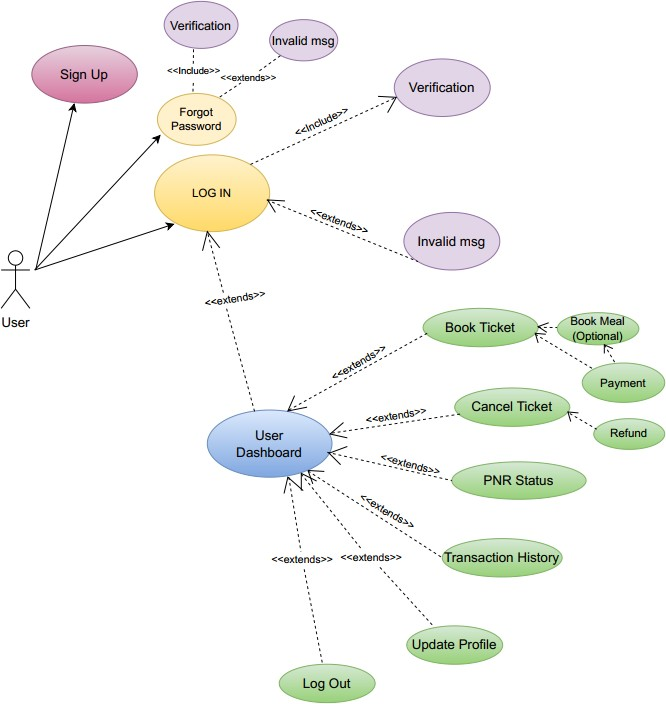 Verification
Invalid msg
Sign Up
<<Include>>
<<extends>>
Verification
Forgot
Password
<<Include>>
LOG IN
<<extends>>
Invalid msg
User
<<extends>>
Book Ticket
Book Meal
(Optional)
<<extends>>
Payment
Cancel Ticket
<<extends>>
Refund
User
Dashboard
<<extends>>
PNR Status
<<extends>>
Transaction History
<<extends>>
<<extends>>
Update Profile
Log Out